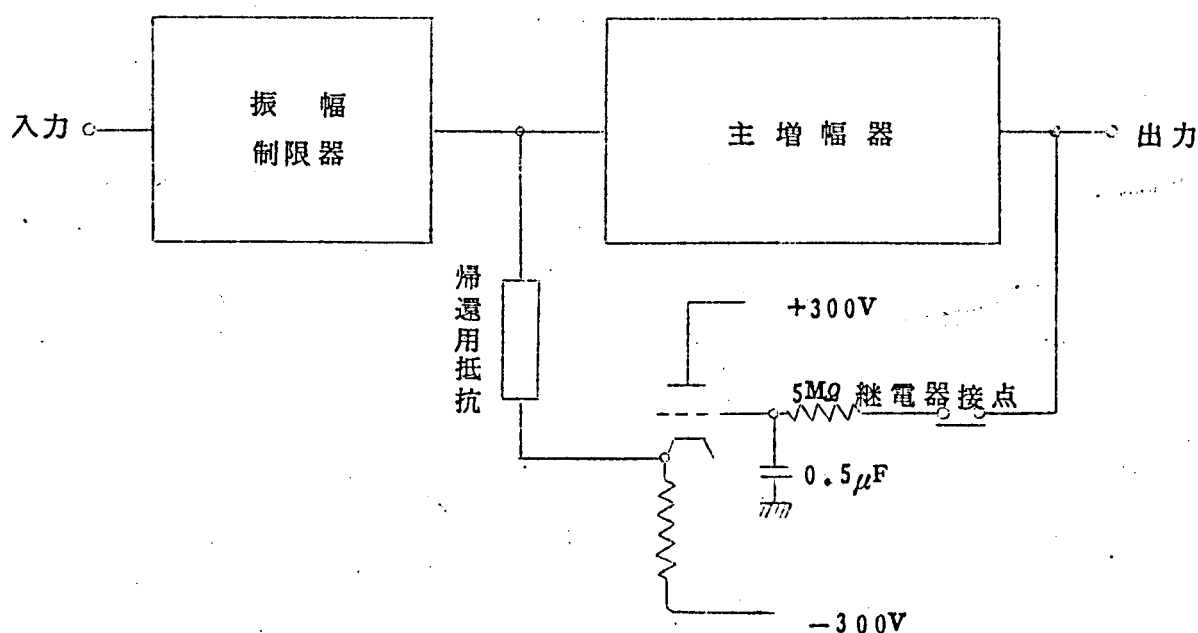 振幅
制限器
入力
主増幅器
出力
帰還用抵抗
+300V
5MΩ 継電器接点
0.5μF
-300V